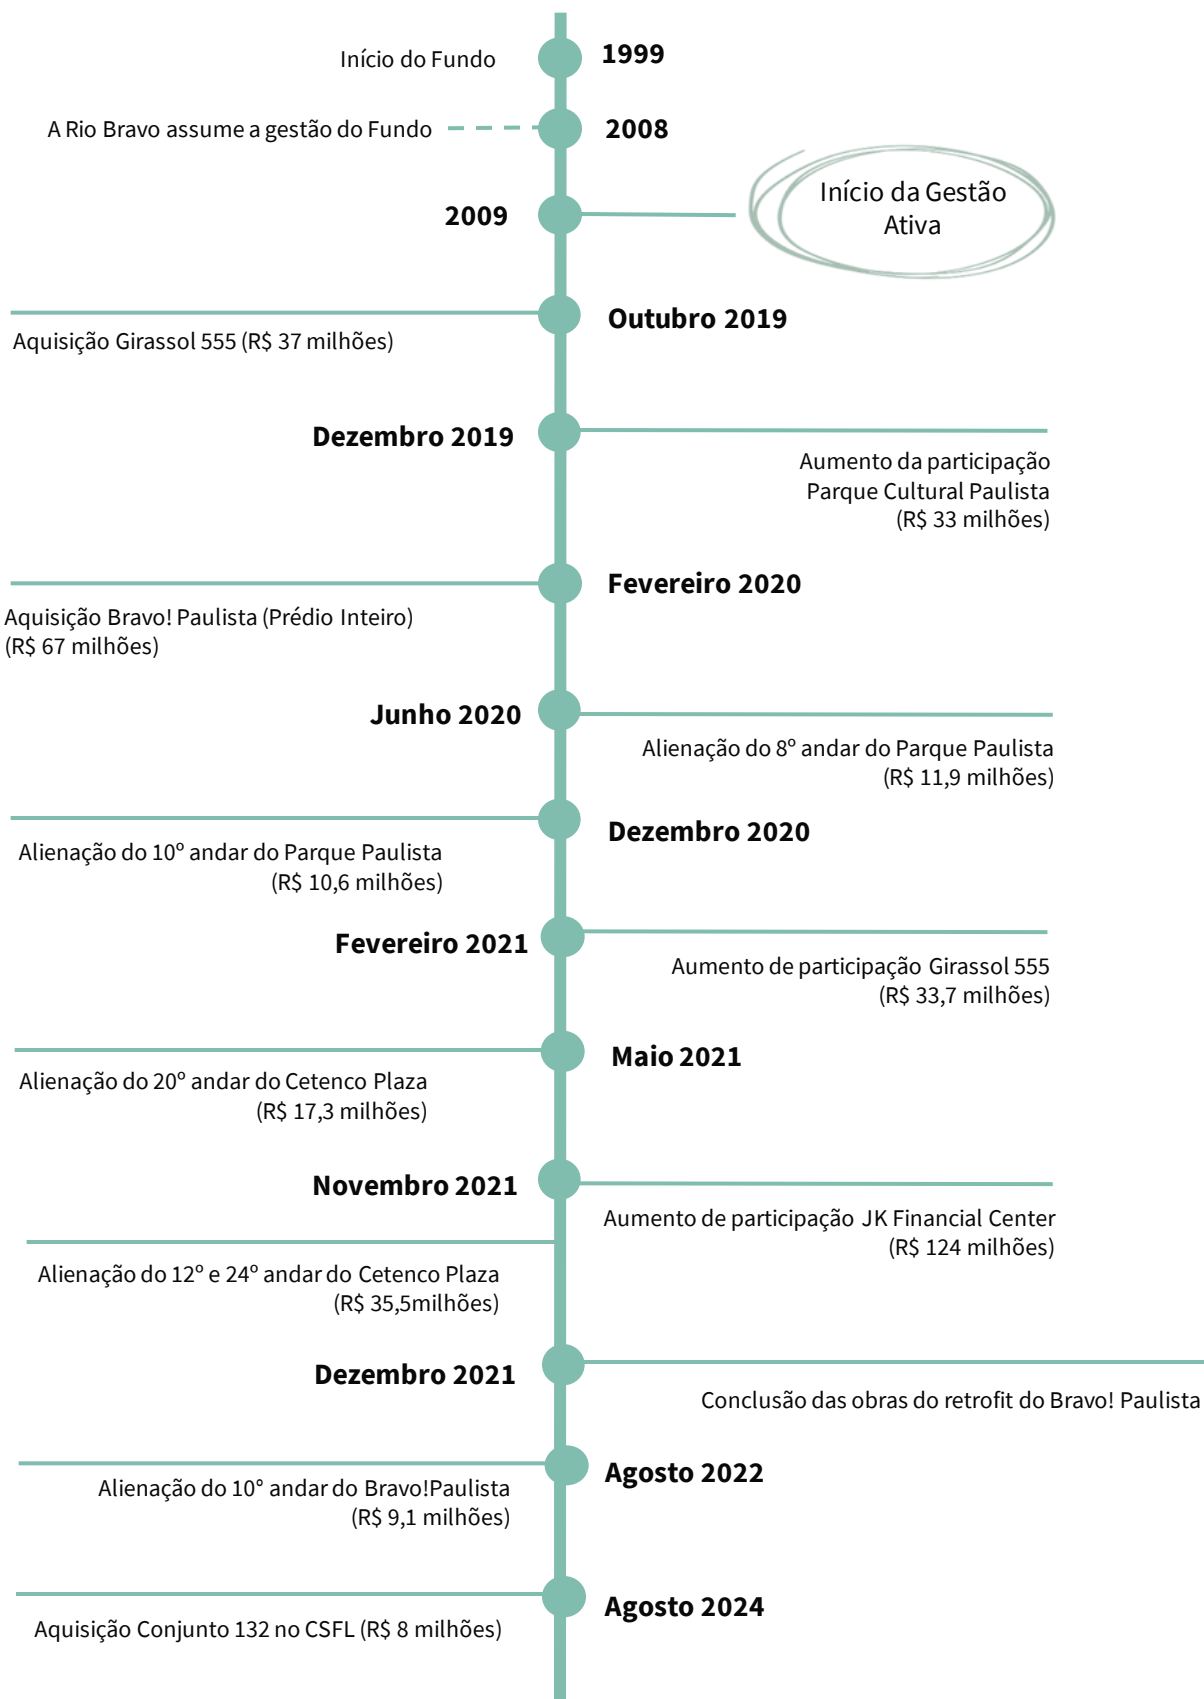 Início do Fundo
1999
A Rio Bravo assume a gestão do Fundo
2008
2009
Início da Gestão
Ativa
Outubro 2019
Aquisição Girassol 555 (R$ 37 milhões)
Dezembro 2019
Aumento da participação
Parque Cultural Paulista
(R$ 33 milhões)
Fevereiro 2020
Aquisição Bravo! Paulista (Prédio Inteiro)
(R$ 67 milhões)
Junho 2020
Alienação do 8º andar do Parque Paulista
(R$ 11,9 milhões)
Dezembro 2020
Alienação do 10º andar do Parque Paulista
(R$ 10,6 milhões)
Fevereiro 2021
Aumento de participação Girassol 555
(R$ 33,7 milhões)
Maio 2021
Alienação do 20º andar do Cetenco Plaza
(R$ 17,3 milhões)
Novembro 2021
Aumento de participação JK Financial Center
(R$ 124 milhões)
Alienação do 12º e 24º andar do Cetenco Plaza
(R$ 35,5milhões)
Dezembro 2021
Conclusão das obras do retrofit do Bravo! Paulista
Agosto 2022
Alienação do 10° andar do Bravo!Paulista
(R$ 9,1 milhões)
Agosto 2024
Aquisição Conjunto 132 no CSFL (R$ 8 milhões)